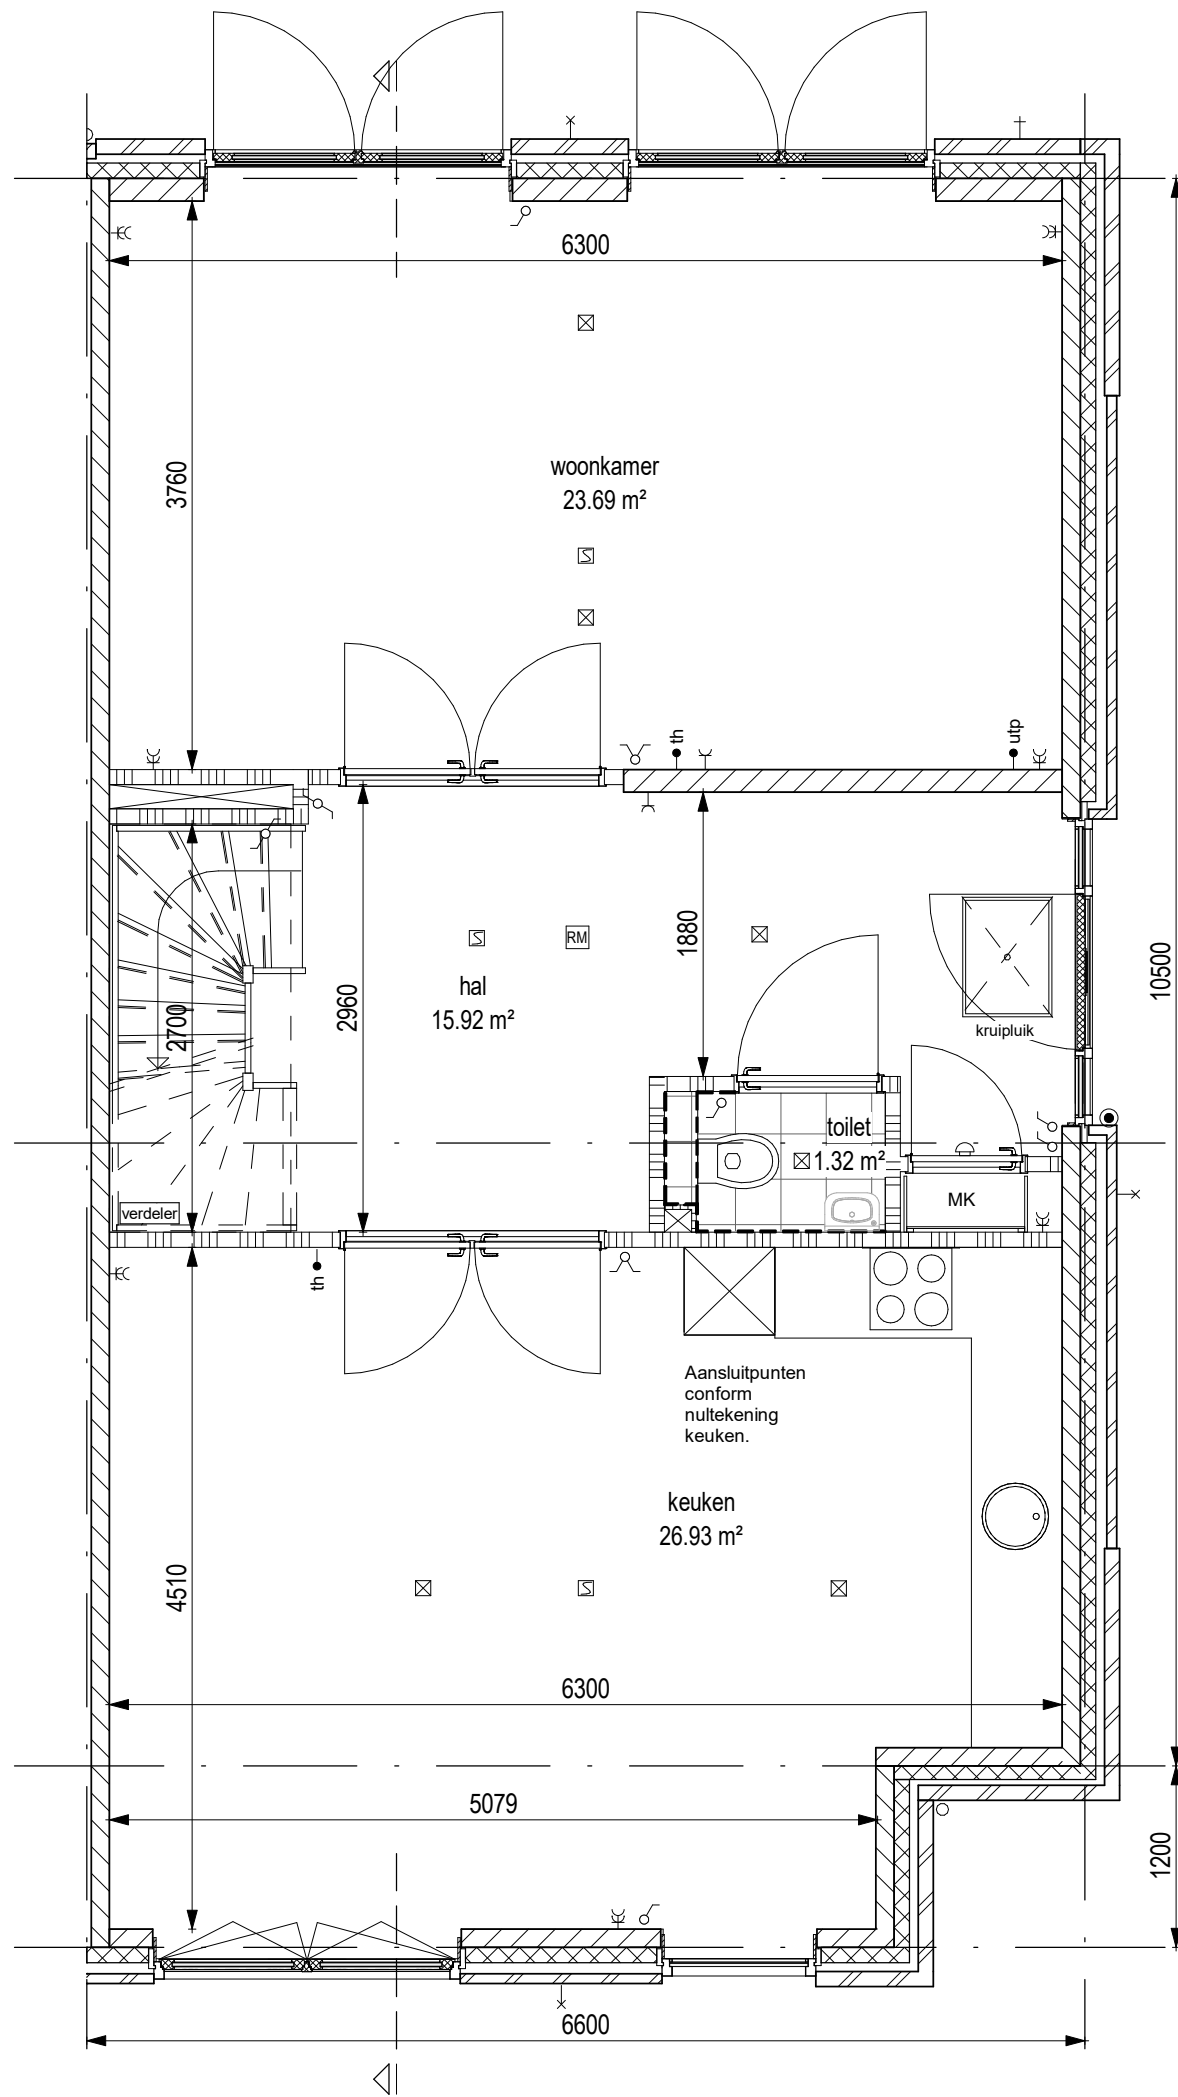 6300
woonkamer
23.69 m²
3760
th
utp
2960
1880
10500
RM
hal
15.92 m²
2700
kruipluik
toilet
1.32 m²
MK
verdeler
th
Aansluitpunten
conform
nultekening
keuken.
keuken
26.93 m²
4510
6300
5079
1200
6600